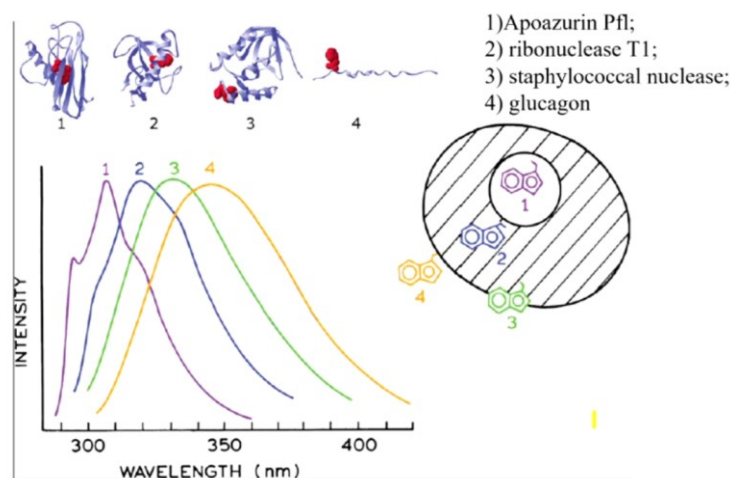 1)Apoazurin Pfl;
2) ribonuclease T1;
3) staphylococcal nuclease;
4) glucagon
1 2 3 4
1 2 3 4
1
2
4
3
INTENSITY
300 350 400
WAVELENGTH (nm)